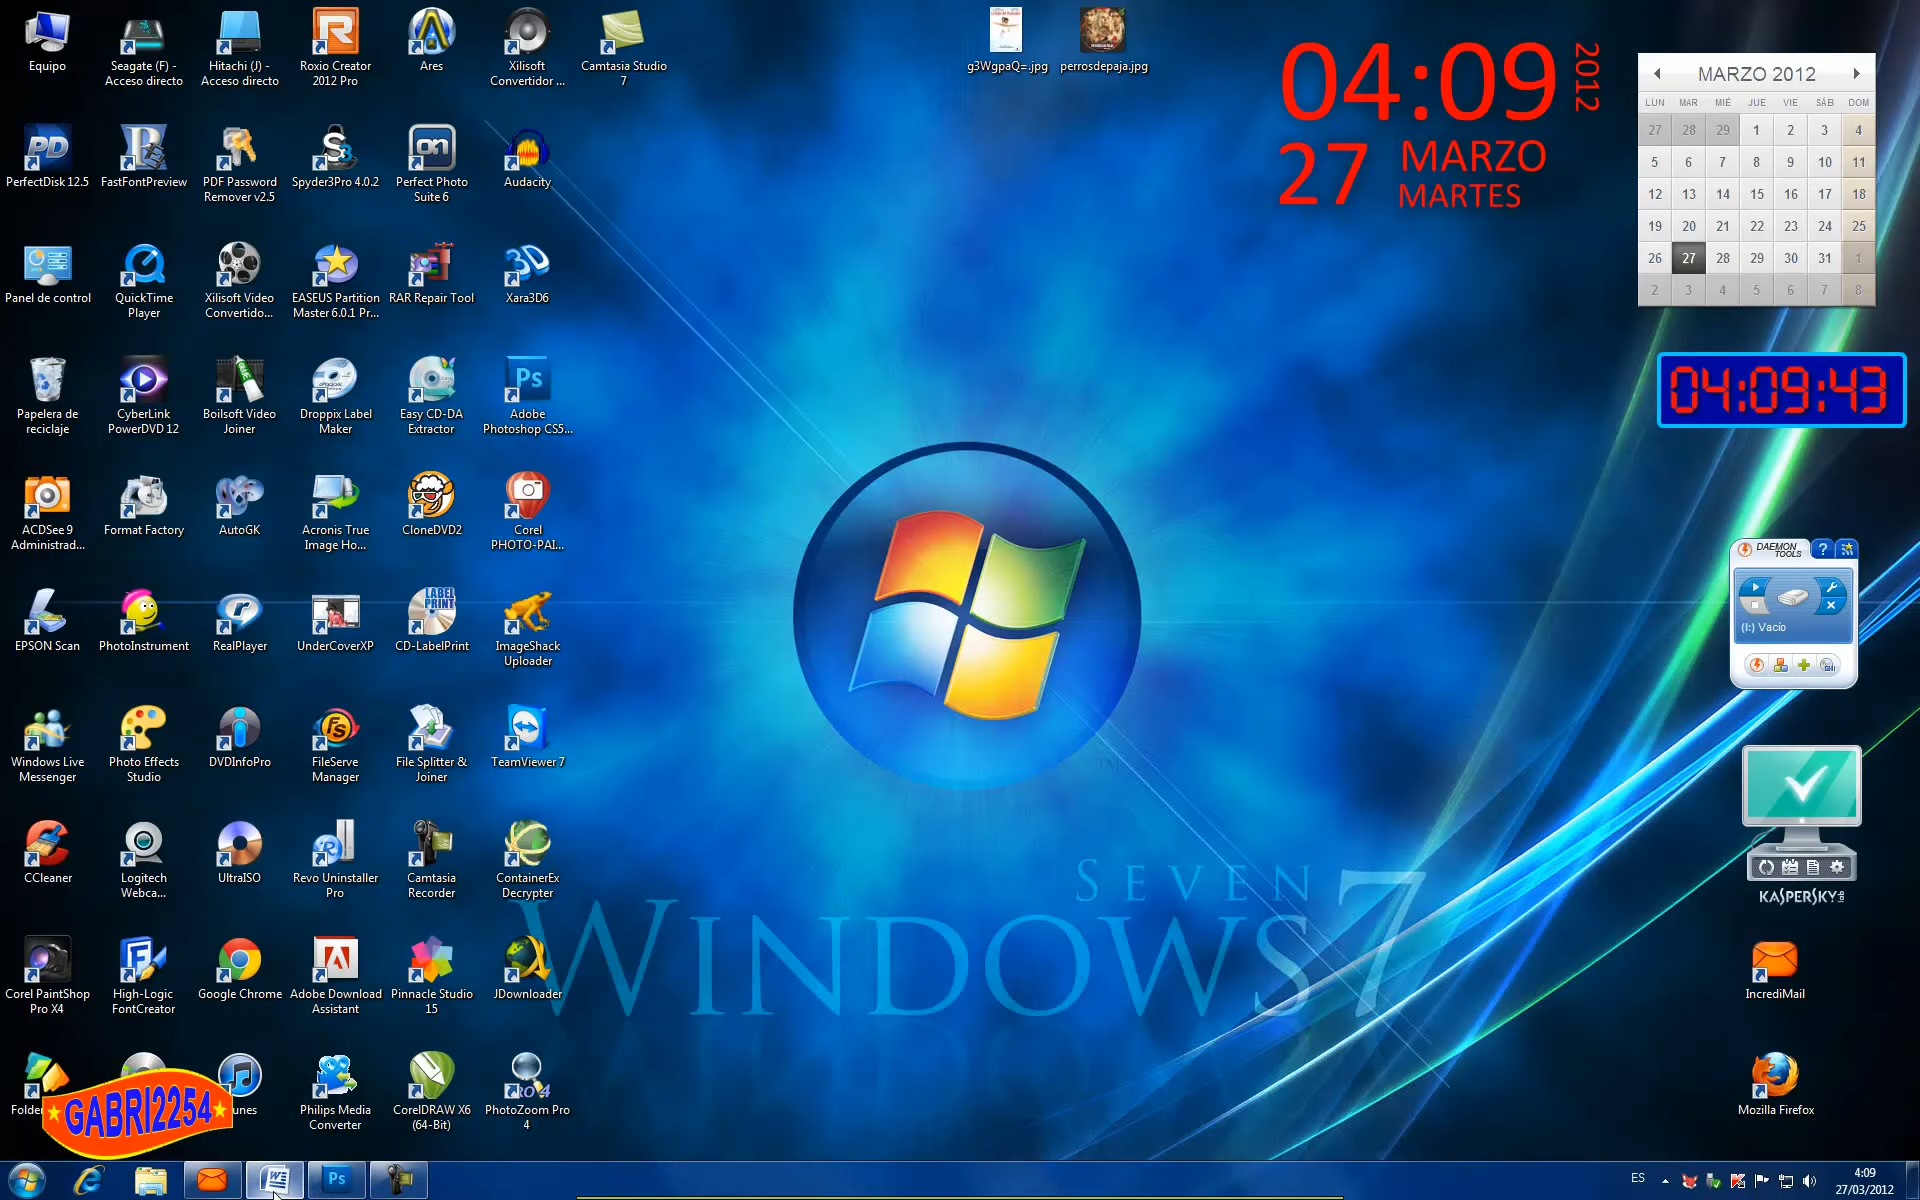 Equipo
Seagate (F) -
Acceso directo
Hitachi (J) -
Acceso directo
Roxio Creator
2012 Pro
Ares
Xilisoft
Convertidor ...
Camtasia Studio
7
g3WgpaQ=.jpg
perrosdepaja.jpg
04:09
2012
27
MARZO
MARTES
MARZO 2012
LUN MAR MIÉ JUE VIE SÁB DOM
27 28 29 1 2 3 4
5 6 7 8 9 10 11
12 13 14 15 16 17 18
19 20 21 22 23 24 25
26 27 28 29 30 31 1
2 3 4 5 6 7 8
PerfectDisk 12.5
FastFontPreview
PDF Password
Remover v2.5
Spyder3Pro 4.0.2
Perfect Photo
Suite 6
Audacity
Panel de control
QuickTime
Player
Xilisoft Video
Convertido...
EASEUS Partition
Master 6.0.1 Pr...
RAR Repair Tool
Xara3D6
04:09:43
Papelera de
reciclaje
CyberLink
PowerDVD 12
Boilsoft Video
Joiner
Droppix Label
Maker
Easy CD-DA
Extractor
Adobe
Photoshop CS5...
ACDSee 9
Administrad...
Format Factory
AutoGK
Acronis True
Image Ho...
CloneDVD2
Corel
PHOTO-PAI...
DAEMON
TOOLS
(I:) Vacío
EPSON Scan
PhotoInstrument
RealPlayer
UnderCoverXP
CD-LabelPrint
ImageShack
Uploader
Windows Live
Messenger
Photo Effects
Studio
DVDInfoPro
FileServe
Manager
File Splitter &
Joiner
TeamViewer 7
CCleaner
Logitech
Webca...
UltraISO
Revo Uninstaller
Pro
Camtasia
Recorder
ContainerEx
Decrypter
KASPERSKY
SEVEN
WINDOWS 7
Corel PaintShop
Pro X4
High-Logic
FontCreator
Google Chrome
Adobe Download
Assistant
Pinnacle Studio
15
JDownloader
IncrediMail
Folder
GABRI2254
unes
Philips Media
Converter
CorelDRAW X6
(64-Bit)
PhotoZoom Pro
4
Mozilla Firefox
ES
4:09
27/03/2012